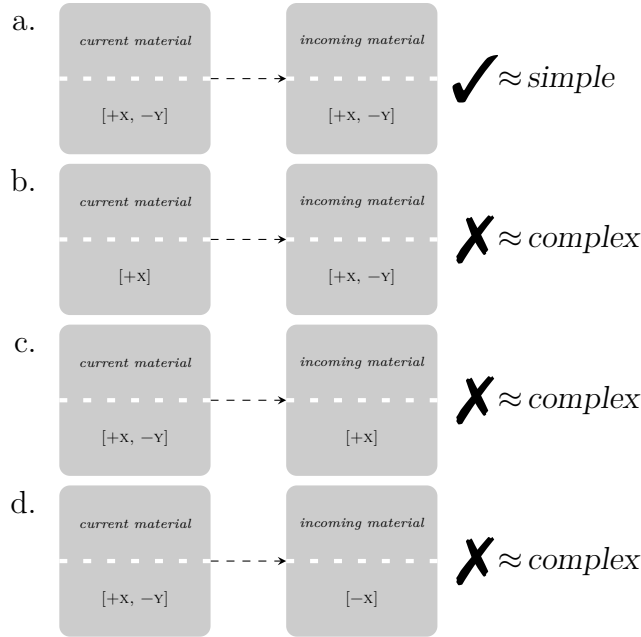 a.
current material
incoming material
[+X, −Y]
[+X, −Y]
✓ ≈ simple
b.
current material
incoming material
[+X]
[+X, −Y]
✗ ≈ complex
c.
current material
incoming material
[+X, −Y]
[+X]
✗ ≈ complex
d.
current material
incoming material
[+X, −Y]
[−X]
✗ ≈ complex